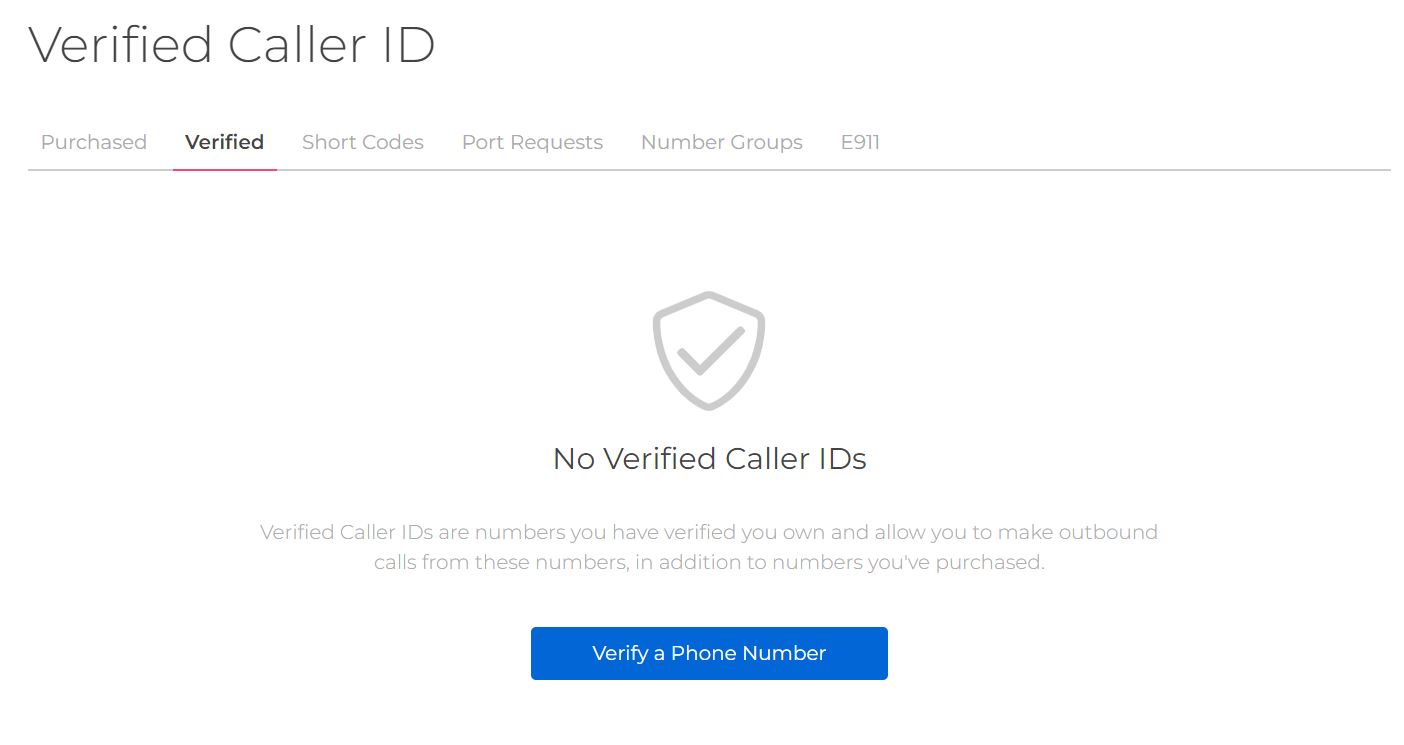 Verified Caller ID
Purchased Verified Short Codes Port Requests Number Groups E911
No Verified Caller IDs
Verified Caller IDs are numbers you have verified you own and allow you to make outbound
calls from these numbers, in addition to numbers you've purchased.
Verify a Phone Number